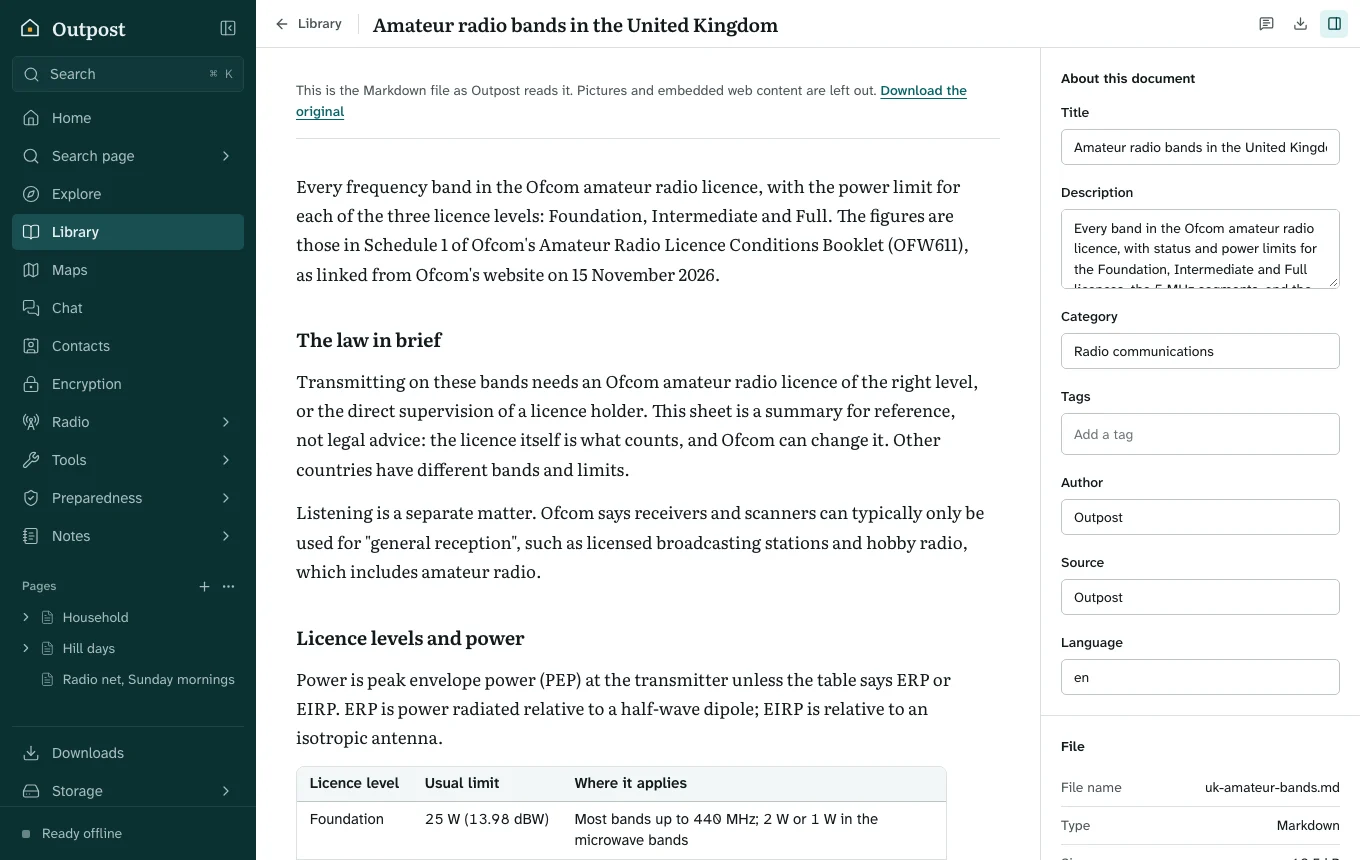 Outpost
Search ⌘ K
Home
Search page
Explore
Library
Maps
Chat
Contacts
Encryption
Radio
Tools
Preparedness
Notes
Pages
Household
Hill days
Radio net, Sunday mornings
Downloads
Storage
Ready offline
Library
Amateur radio bands in the United Kingdom
This is the Markdown file as Outpost reads it. Pictures and embedded web content are left out. Download the
original
Every frequency band in the Ofcom amateur radio licence, with the power limit for
each of the three licence levels: Foundation, Intermediate and Full. The figures are
those in Schedule 1 of Ofcom's Amateur Radio Licence Conditions Booklet (OFW611),
as linked from Ofcom's website on 15 November 2026.
The law in brief
Transmitting on these bands needs an Ofcom amateur radio licence of the right level,
or the direct supervision of a licence holder. This sheet is a summary for reference,
not legal advice: the licence itself is what counts, and Ofcom can change it. Other
countries have different bands and limits.
Listening is a separate matter. Ofcom says receivers and scanners can typically only be
used for "general reception", such as licensed broadcasting stations and hobby radio,
which includes amateur radio.
Licence levels and power
Power is peak envelope power (PEP) at the transmitter unless the table says ERP or
EIRP. ERP is power radiated relative to a half-wave dipole; EIRP is relative to an
isotropic antenna.
Licence level Usual limit Where it applies
Foundation 25 W (13.98 dBW) Most bands up to 440 MHz; 2 W or 1 W in the
microwave bands
About this document
Title
Amateur radio bands in the United Kingd
Description
Every band in the Ofcom amateur radio
licence, with status and power limits for
the Foundation, Intermediate and Full
licences, the 5 MHz segments, and the
Category
Radio communications
Tags
Add a tag
Author
Outpost
Source
Outpost
Language
en
File
File name uk-amateur-bands.md
Type Markdown